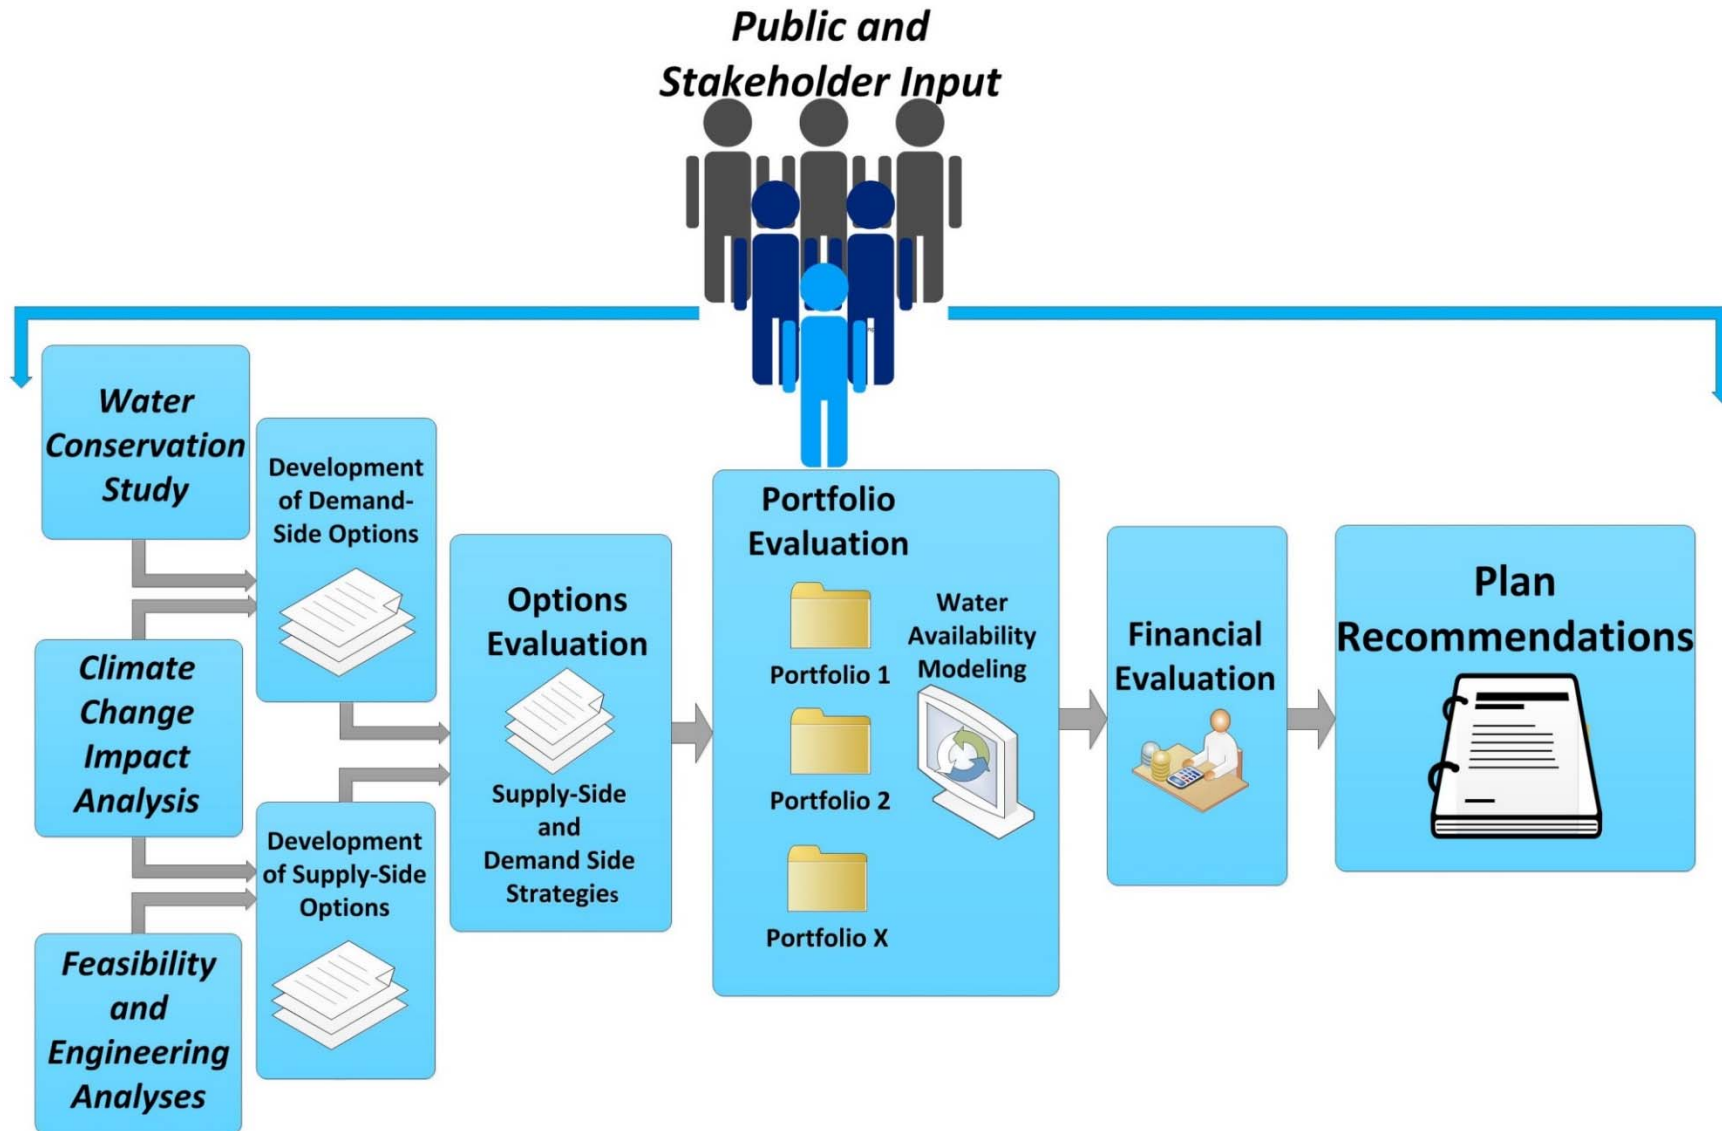 Public and
Stakeholder Input
Water
Conservation
Study
Climate
Change
Impact
Analysis
Feasibility
and
Engineering
Analyses
Development
of Demand-
Side Options
Development
of Supply-Side
Options
Options
Evaluation
Supply-Side
and
Demand Side
Strategies
Portfolio
Evaluation
Portfolio 1
Portfolio 2
Portfolio X
Water
Availability
Modeling
Financial
Evaluation
Plan
Recommendations